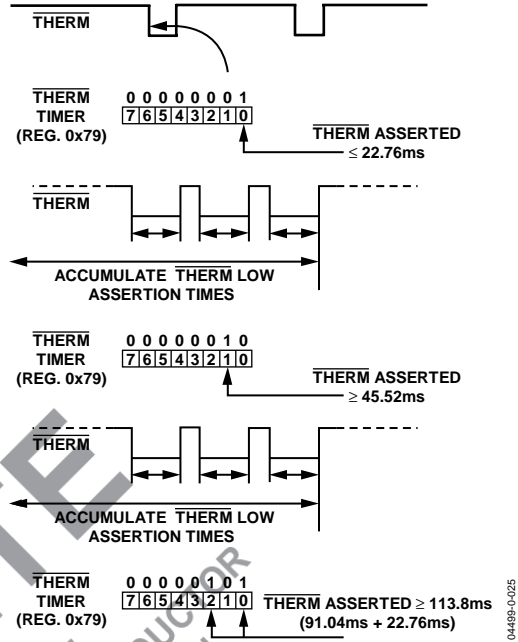 THERM
THERM
TIMER
(REG. 0x79)
0 0 0 0 0 0 0 1
7 6 5 4 3 2 1 0
THERM ASSERTED
≤ 22.76ms
THERM
ACCUMULATE THERM LOW
ASSERTION TIMES
THERM
TIMER
(REG. 0x79)
0 0 0 0 0 0 1 0
7 6 5 4 3 2 1 0
THERM ASSERTED
≥ 45.52ms
THERM
ACCUMULATE THERM LOW
ASSERTION TIMES
THERM
TIMER
(REG. 0x79)
0 0 0 0 0 1 0 1
7 6 5 4 3 2 1 0
THERM ASSERTED ≥ 113.8ms
(91.04ms + 22.76ms)
04499-0-025